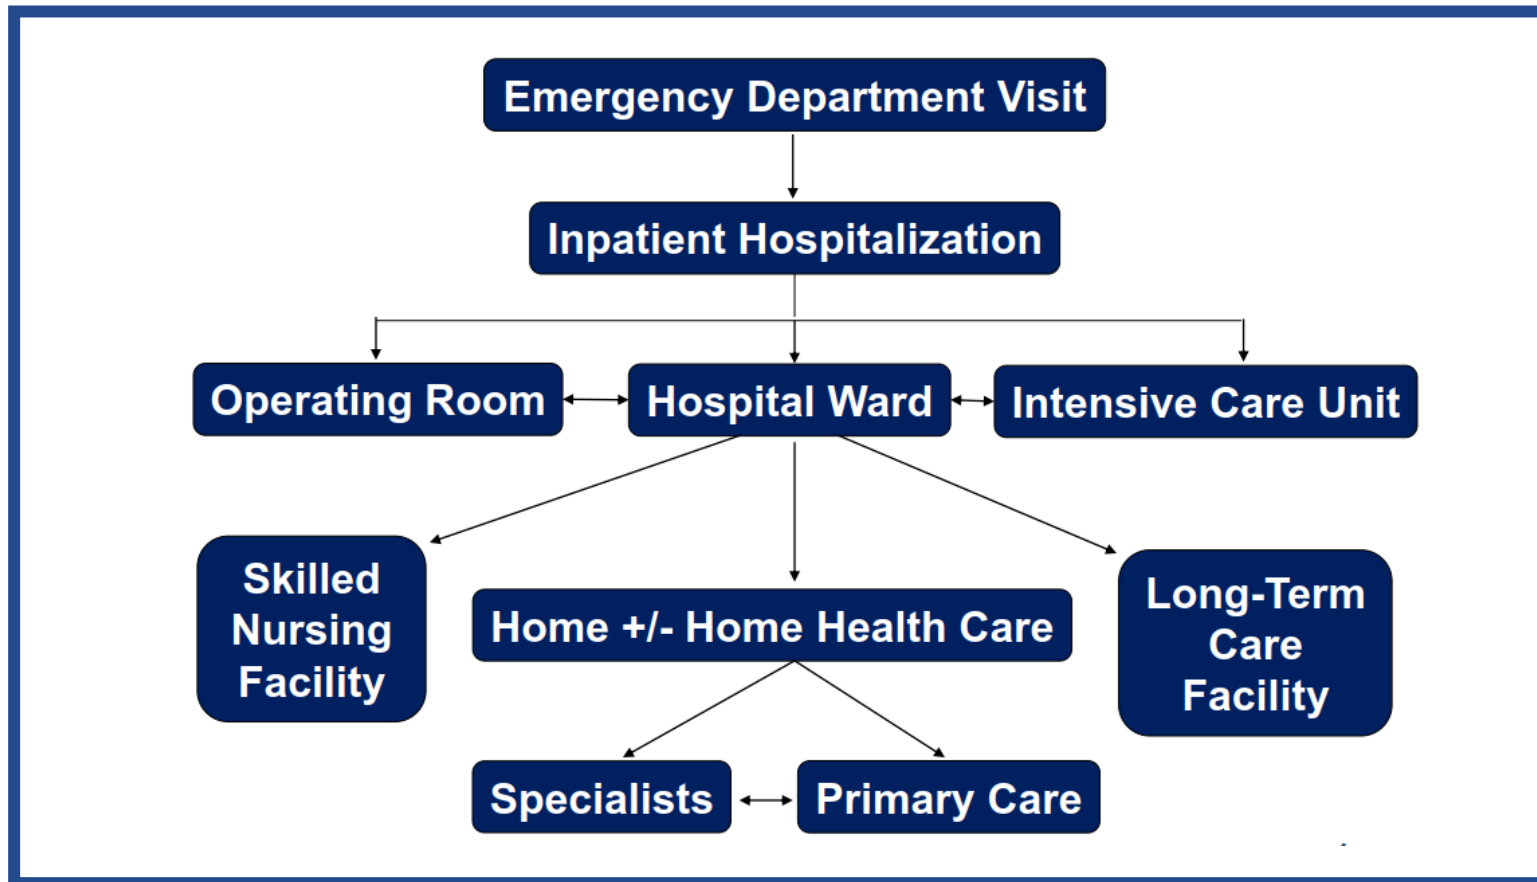 Emergency Department Visit
Inpatient Hospitalization
Operating Room
Hospital Ward
Intensive Care Unit
Skilled
Nursing
Facility
Home +/- Home Health Care
Long-Term
Care
Facility
Specialists
Primary Care